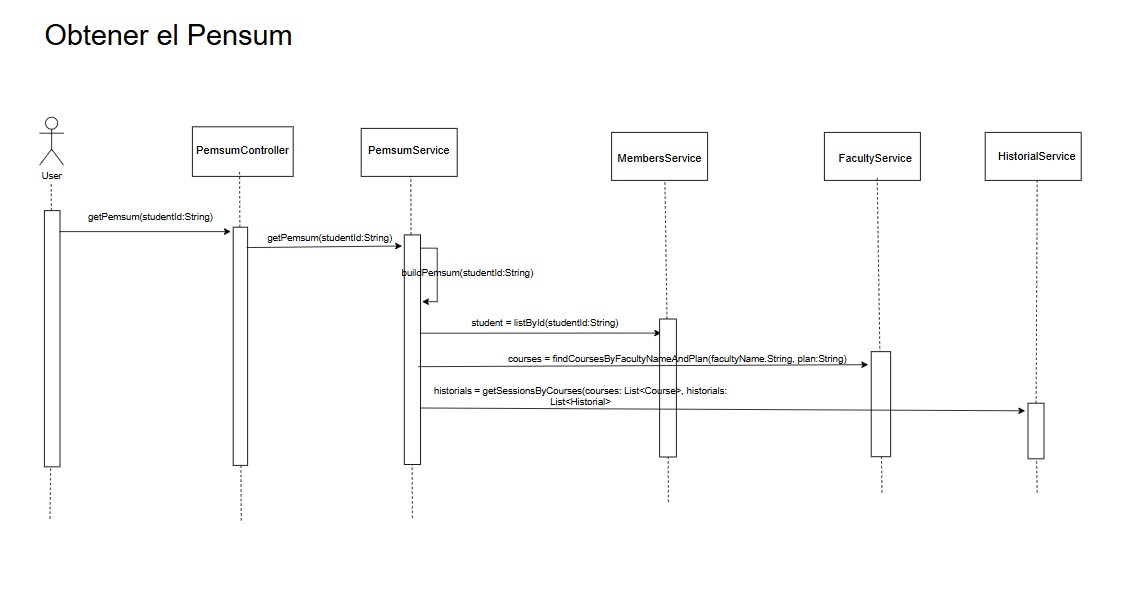 Obtener el Pensum
User
PemsumController
PemsumService
MembersService
FacultyService
HistorialService
getPemsum(studentId:String)
getPemsum(studentId:String)
buildPemsum(studentId:String)
student = listById(studentId:String)
courses = findCoursesByFacultyNameAndPlan(facultyName.String, plan:String)
historials = getSessionsByCourses(courses: List<Course>, historials:
List<Historial>